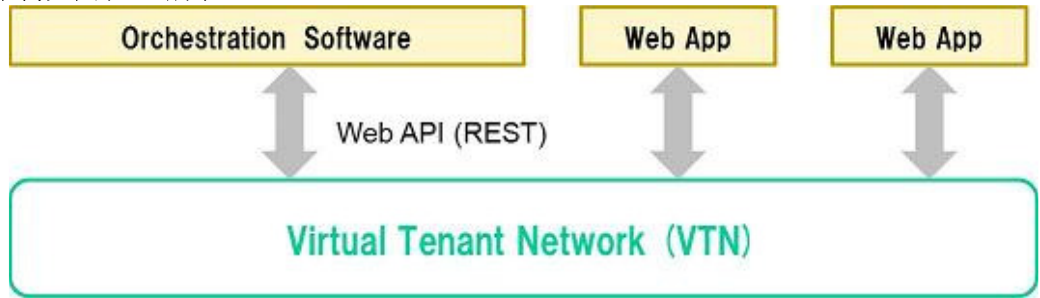 Orchestration Software
Web App
Web App
Web API (REST)
Virtual Tenant Network (VTN)